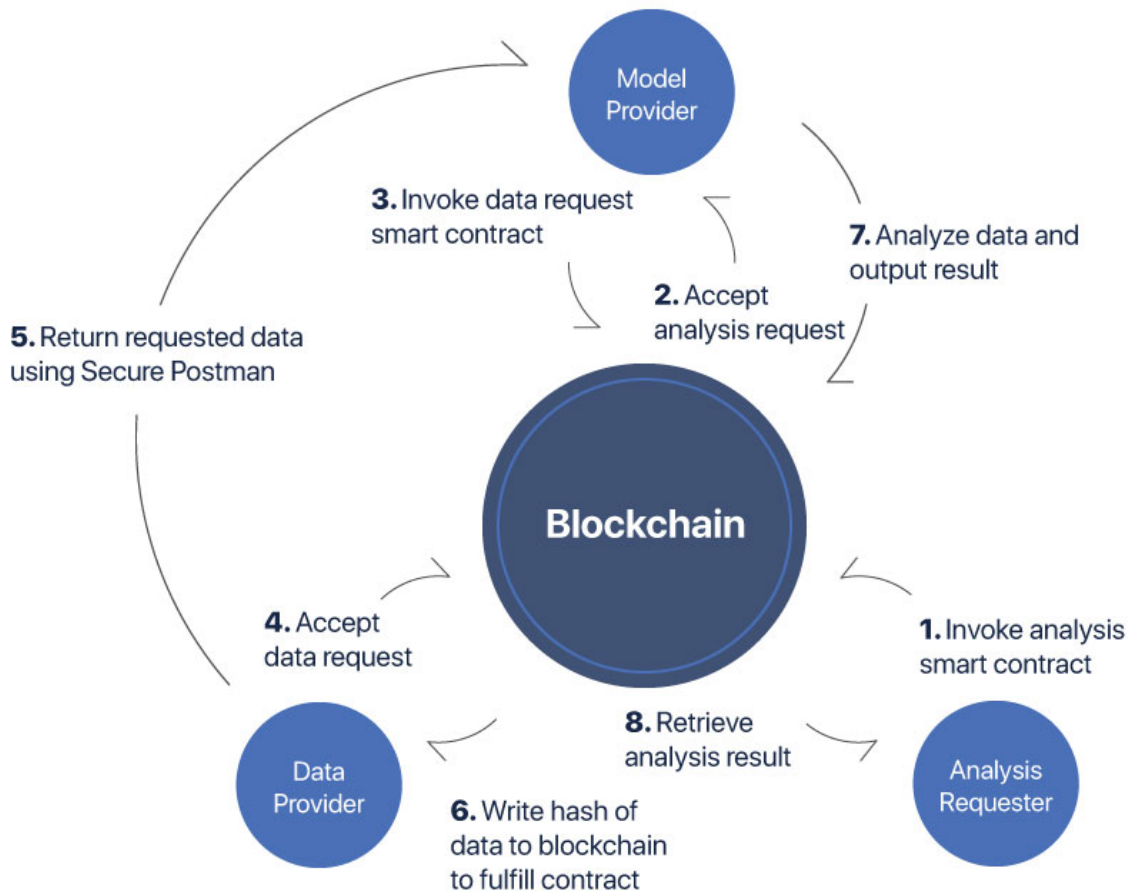 Model
Provider
3. Invoke data request
smart contract
7. Analyze data and
output result
2. Accept
analysis request
5. Return requested data
using Secure Postman
Blockchain
4. Accept
data request
1. Invoke analysis
smart contract
8. Retrieve
analysis result
Data
Provider
Analysis
Requester
6. Write hash of
data to blockchain
to fulfill contract